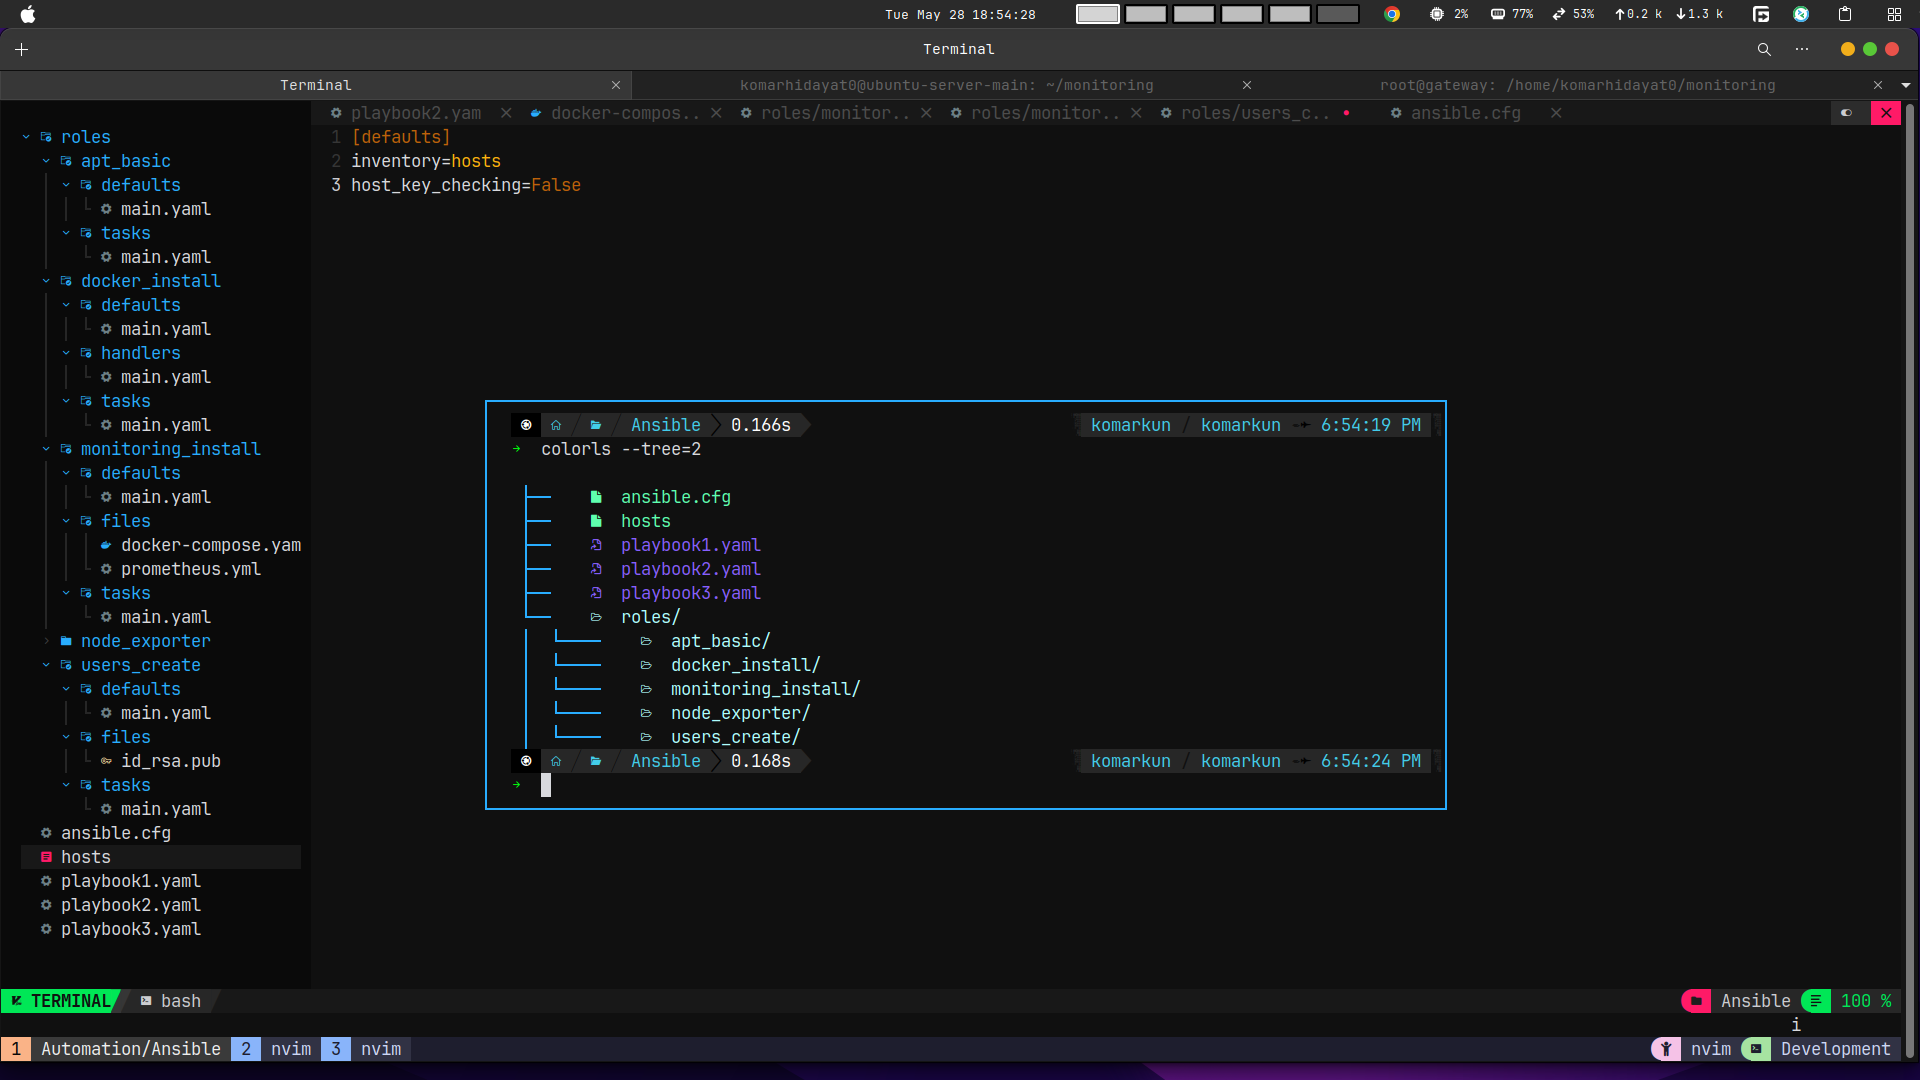 Tue May 28 18:54:28
2%
77%
53%
0.2 k
1.3 k
Terminal
Terminal
komarhidayat0@ubuntu-server-main: ~/monitoring
root@gateway: /home/komarhidayat0/monitoring
playbook2.yam
docker-compos..
roles/monitor..
roles/monitor..
roles/users_c..
ansible.cfg
1 [defaults]
2 inventory=hosts
3 host_key_checking=False
roles
apt_basic
defaults
main.yaml
tasks
main.yaml
docker_install
defaults
main.yaml
handlers
main.yaml
tasks
main.yaml
monitoring_install
defaults
main.yaml
files
docker-compose.yam
prometheus.yml
tasks
main.yaml
node_exporter
users_create
defaults
main.yaml
files
id_rsa.pub
tasks
main.yaml
ansible.cfg
hosts
playbook1.yaml
playbook2.yaml
playbook3.yaml
Ansible 0.166s
komarkun / komarkun 6:54:19 PM
colorls --tree=2
ansible.cfg
hosts
playbook1.yaml
playbook2.yaml
playbook3.yaml
roles/
apt_basic/
docker_install/
monitoring_install/
node_exporter/
users_create/
Ansible 0.168s
komarkun / komarkun 6:54:24 PM
TERMINAL bash
Ansible 100 %
i
1 Automation/Ansible 2 nvim 3 nvim
nvim Development